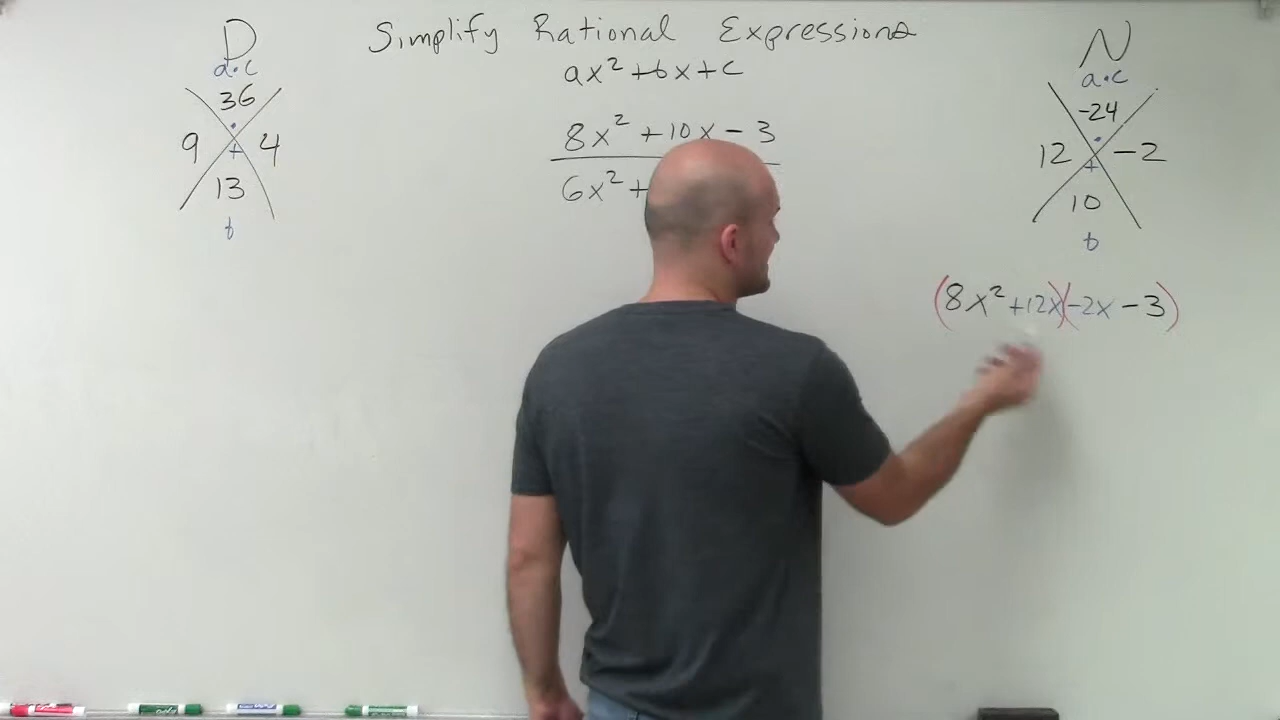 Simplify Rational Expressions
ax² + bx + c
8x² + 10x - 3
6x² +
D
a·c
36
9 · + 4
13
b
N
a·c
-24
12 · + -2
10
b
(8x² + 12x)(-2x - 3)